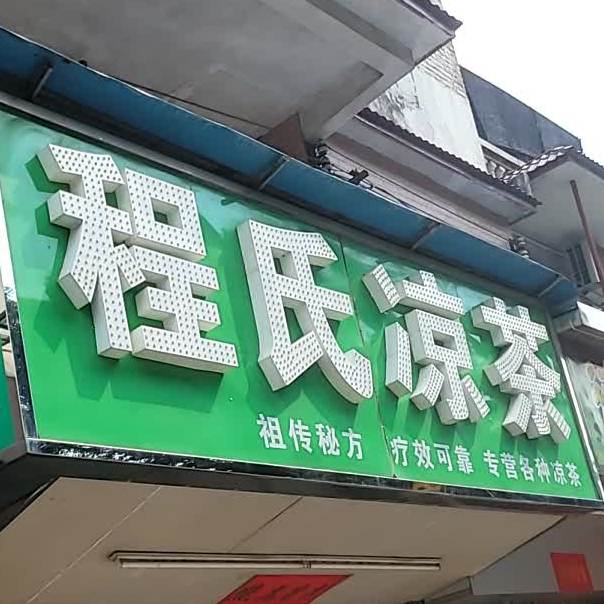 程氏凉茶
祖传秘方 疗效可靠 专营各种凉茶